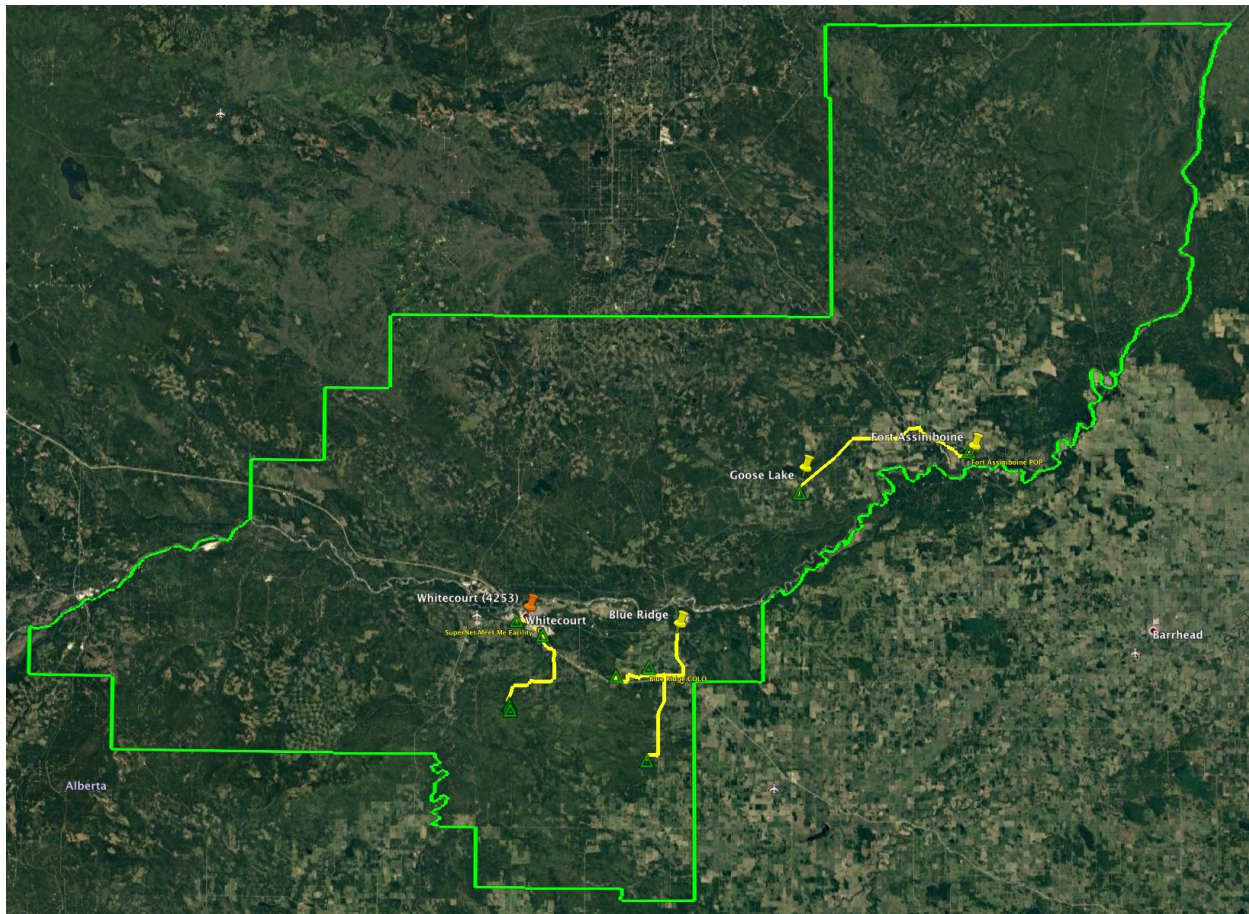 Fort Assiniboine
Fort Assiniboine POP
Goose Lake
Whitecourt (4253)
Whitecourt
Blue Ridge
SuperNet Meet Me Facility
Barrhead
Blue Ridge COLO
Alberta